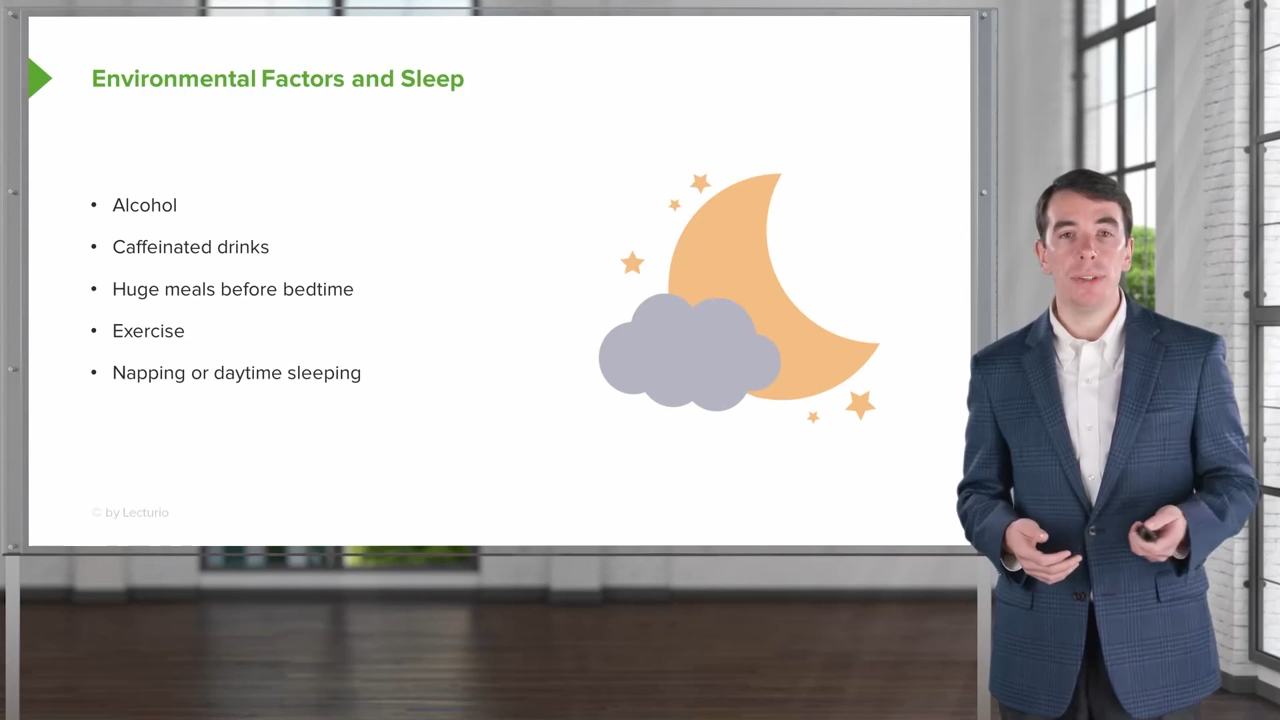 Environmental Factors and Sleep
• Alcohol
• Caffeinated drinks
• Huge meals before bedtime
• Exercise
• Napping or daytime sleeping
© by Lecturio